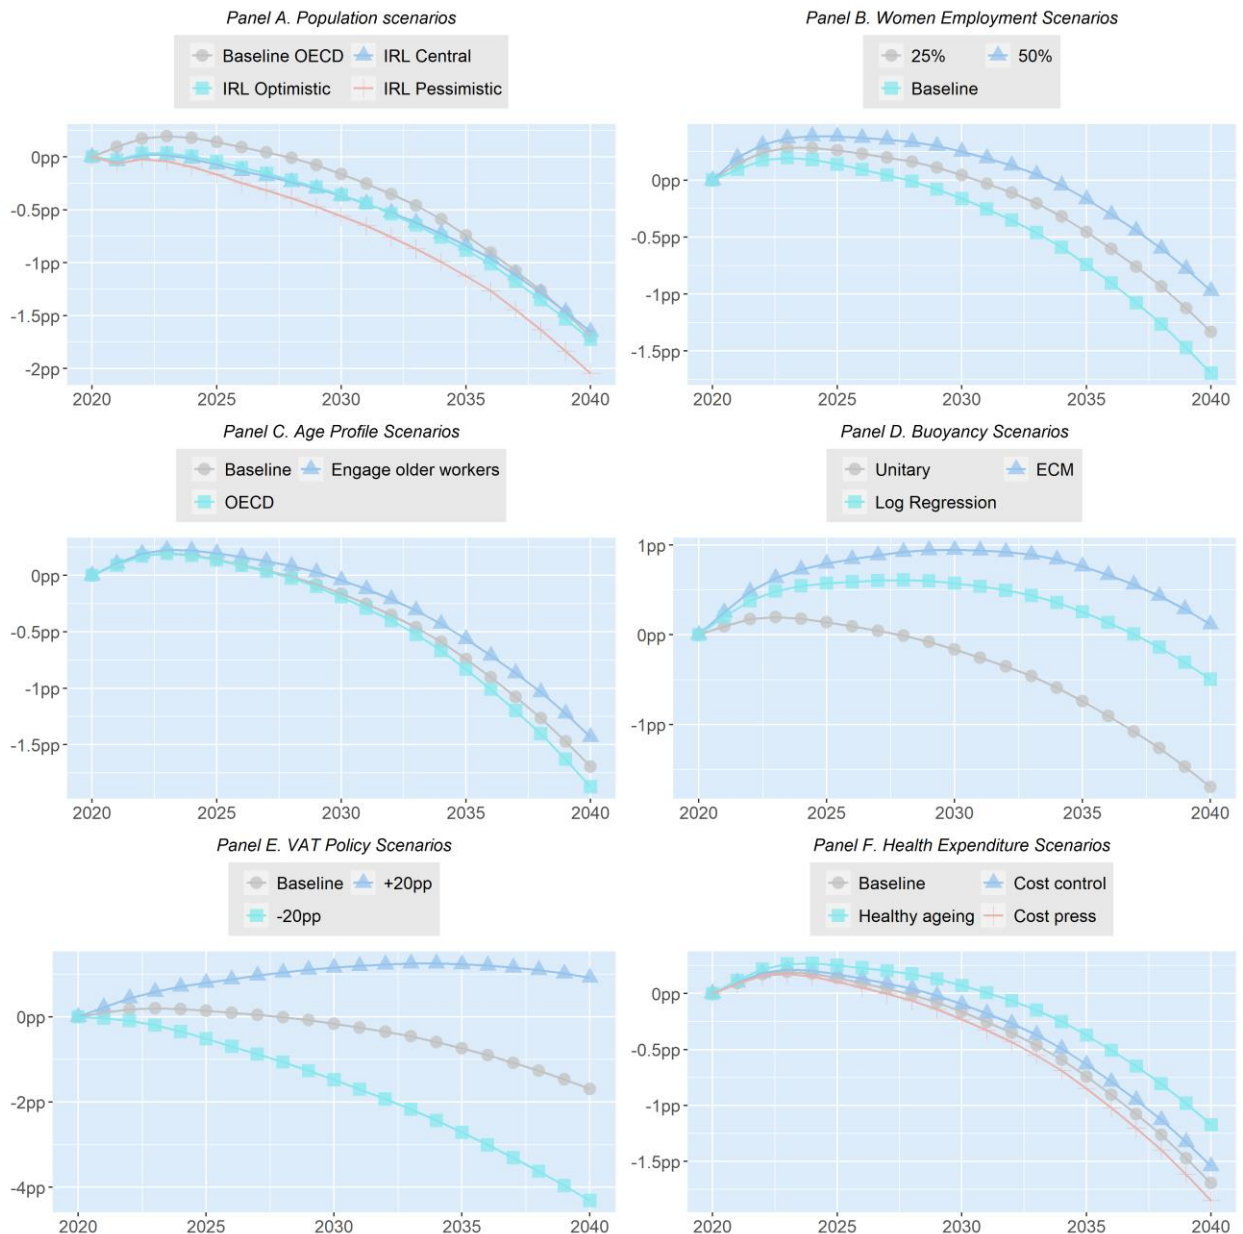 Panel A. Population scenarios
Baseline OECD IRL Central
IRL Optimistic IRL Pessimistic
0pp
-0.5pp
-1pp
-1.5pp
-2pp
2020 2025 2030 2035 2040
Panel B. Women Employment Scenarios
25% 50%
Baseline
0pp
-0.5pp
-1pp
-1.5pp
2020 2025 2030 2035 2040
Panel C. Age Profile Scenarios
Baseline Engage older workers
OECD
0pp
-0.5pp
-1pp
-1.5pp
2020 2025 2030 2035 2040
Panel D. Buoyancy Scenarios
Unitary ECM
Log Regression
1pp
0pp
-1pp
2020 2025 2030 2035 2040
Panel E. VAT Policy Scenarios
Baseline +20pp
-20pp
0pp
-2pp
-4pp
2020 2025 2030 2035 2040
Panel F. Health Expenditure Scenarios
Baseline Cost control
Healthy ageing Cost press
0pp
-0.5pp
-1pp
-1.5pp
2020 2025 2030 2035 2040